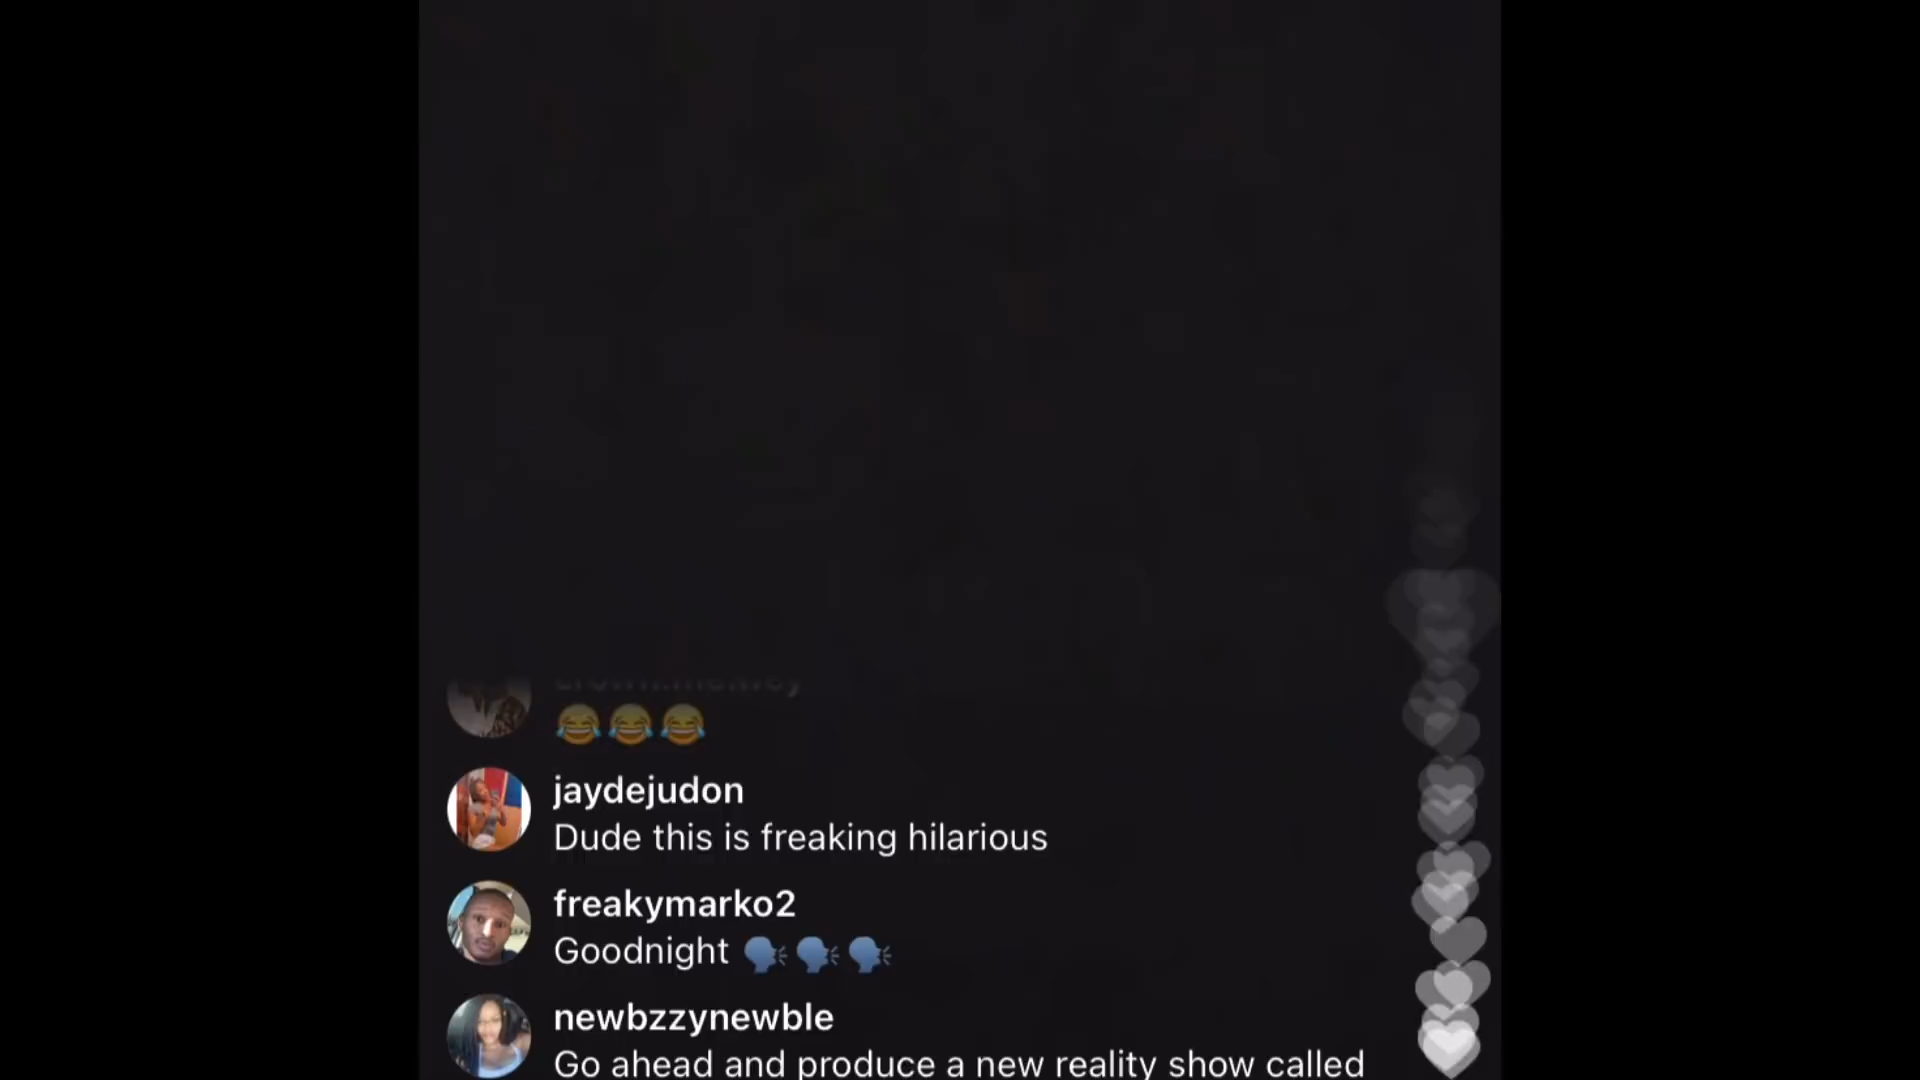 😂😂😂
jaydejudon
Dude this is freaking hilarious
freakymarko2
Goodnight 🗣️🗣️🗣️
newbzzynewble
Go ahead and produce a new reality show called